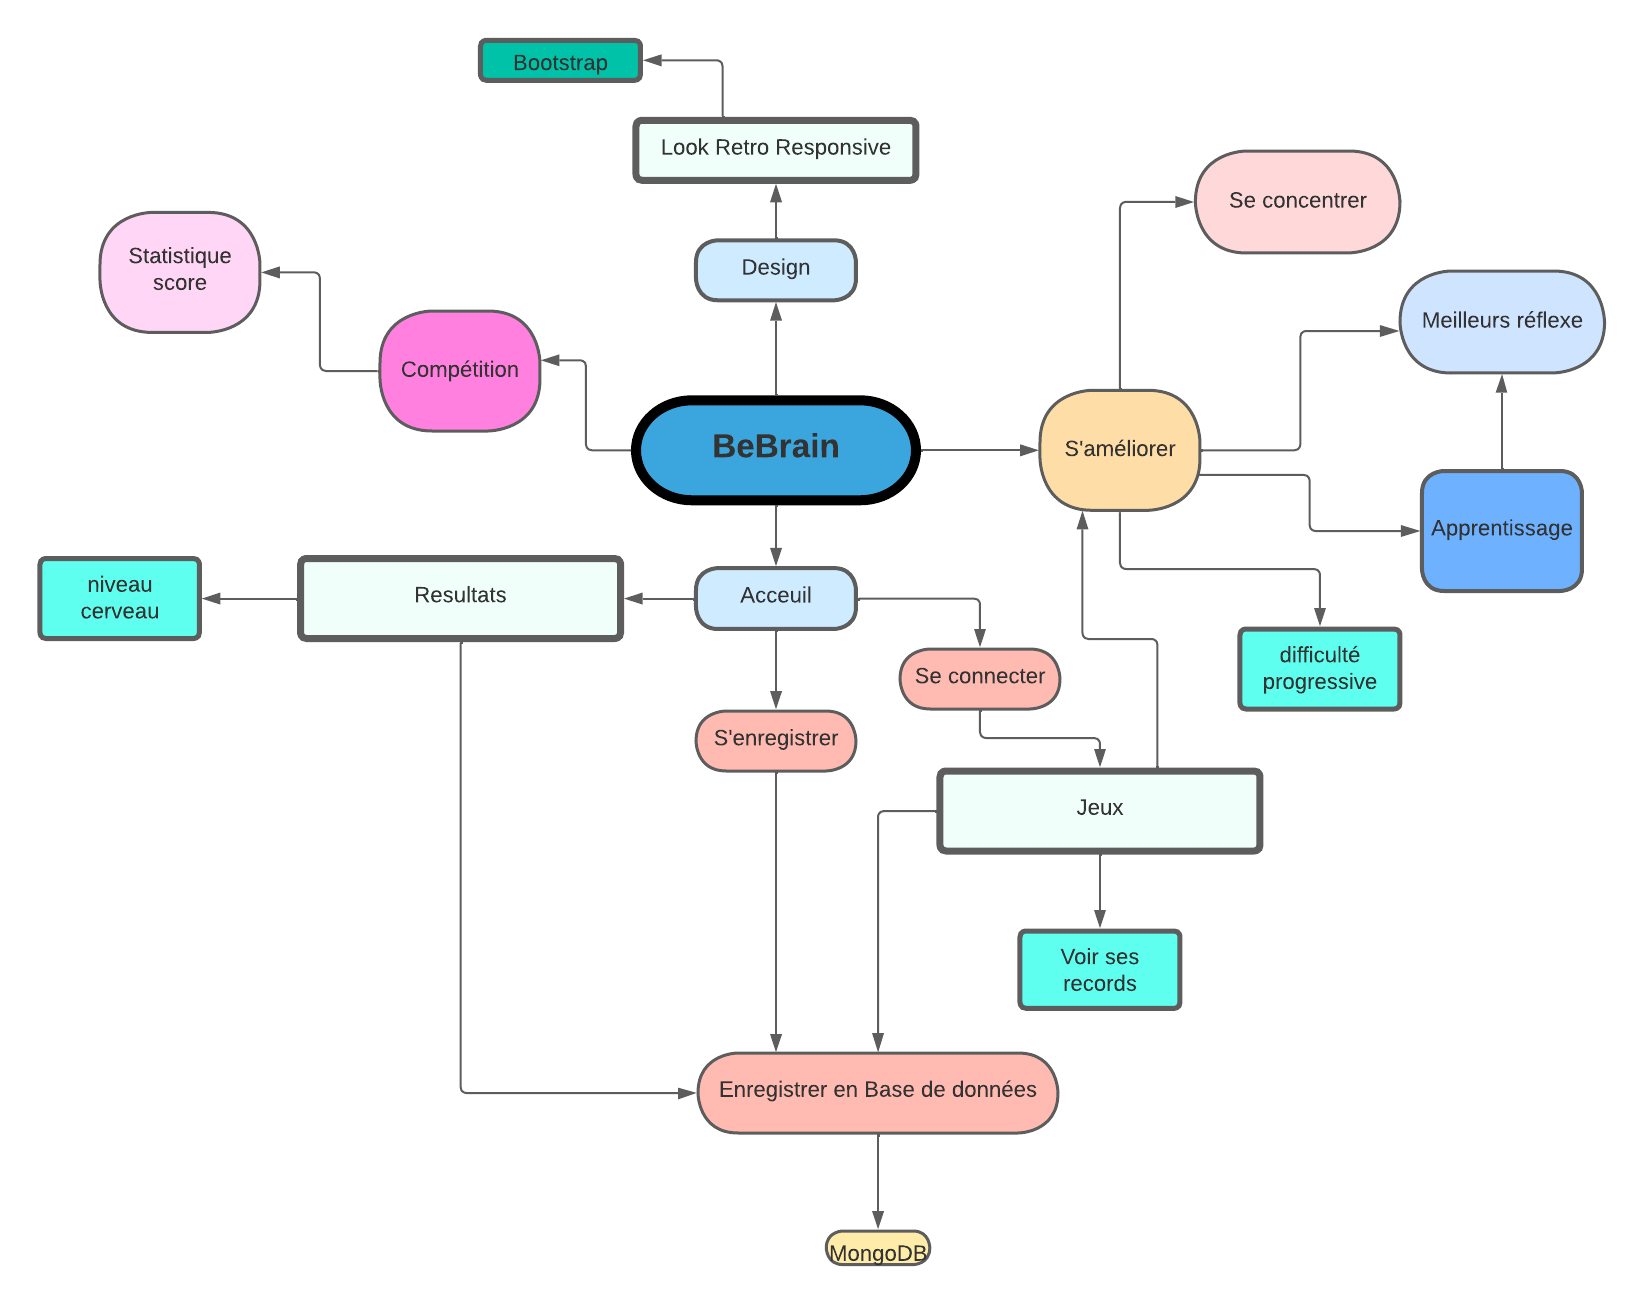 Bootstrap
Look Retro Responsive
Se concentrer
Statistique
score
Design
Meilleurs réflexe
Compétition
BeBrain
S'améliorer
Apprentissage
niveau
cerveau
Resultats
Acceuil
Se connecter
difficulté
progressive
S'enregistrer
Jeux
Voir ses
records
Enregistrer en Base de données
MongoDB